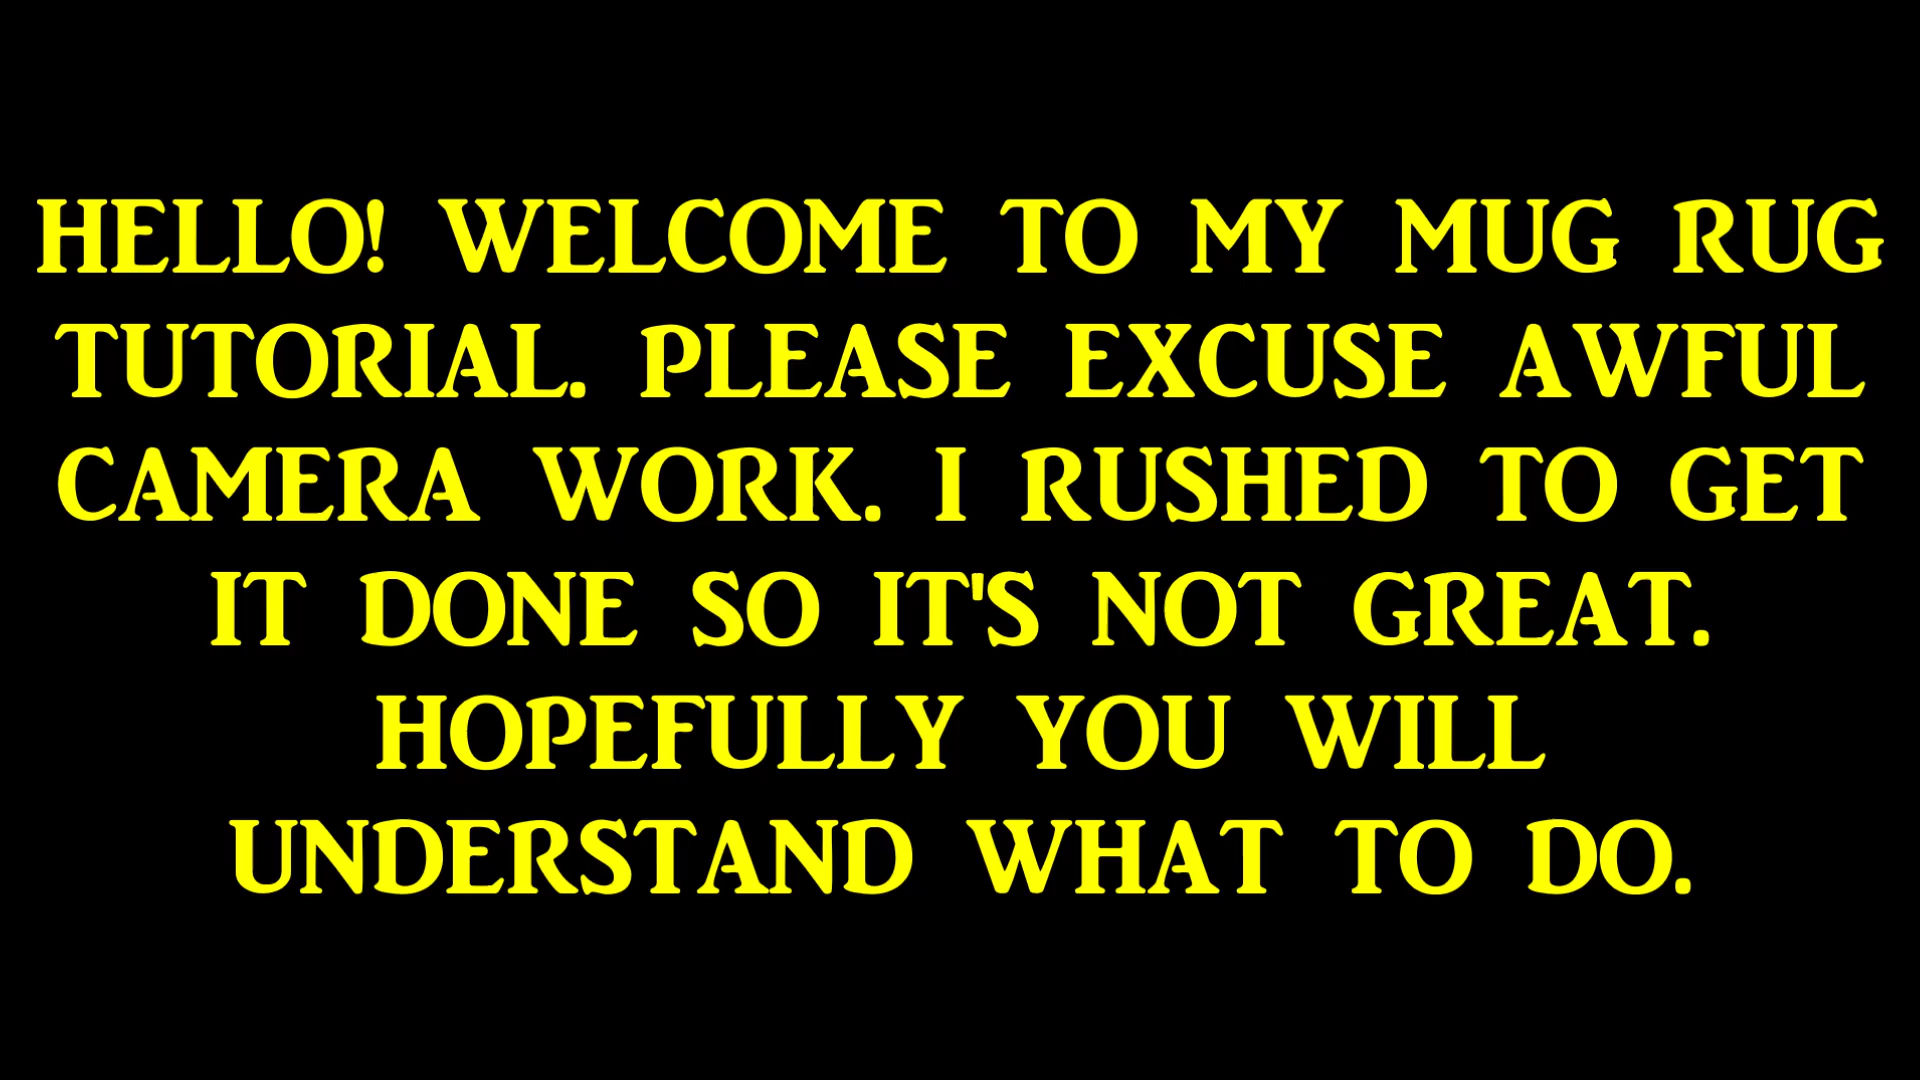 HELLO! WELCOME TO MY MUG RUG
TUTORIAL. PLEASE EXCUSE AWFUL
CAMERA WORK. I RUSHED TO GET
IT DONE SO IT'S NOT GREAT.
HOPEFULLY YOU WILL
UNDERSTAND WHAT TO DO.